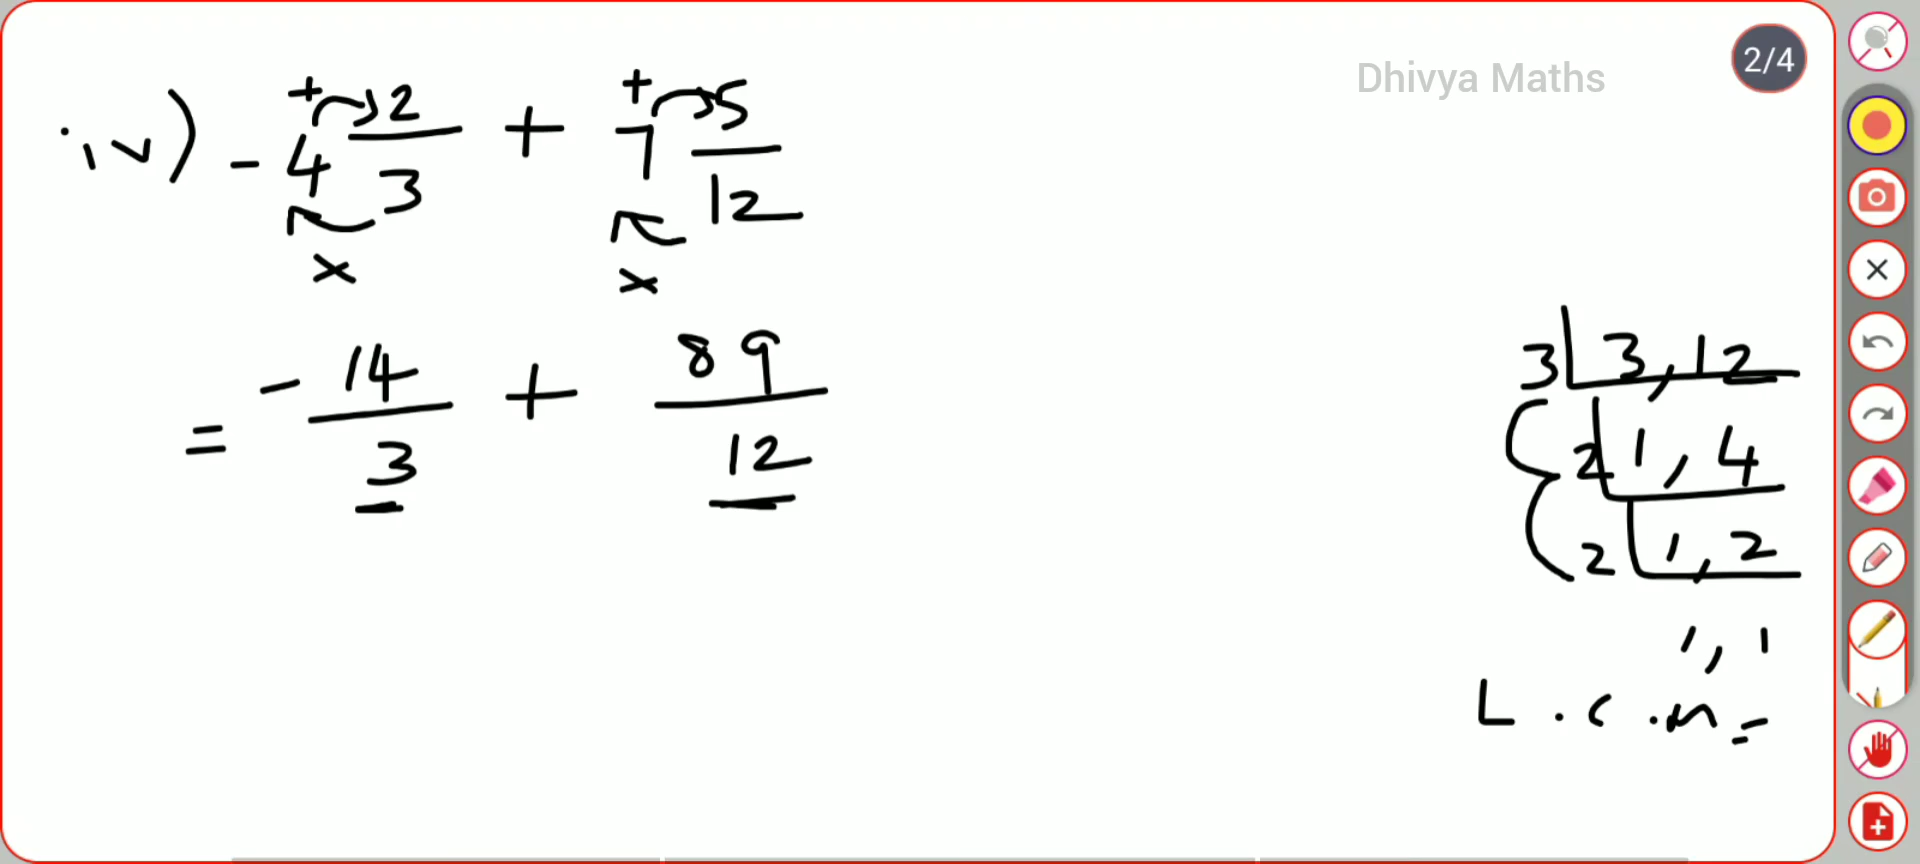 Dhivya Maths
2/4
iv) - 4 2/3 + 7 5/12
+ +
x x
= - 14/3 + 89/12
3 | 3, 12
2 | 1, 4
2 | 1, 2
1, 1
L.C.M =